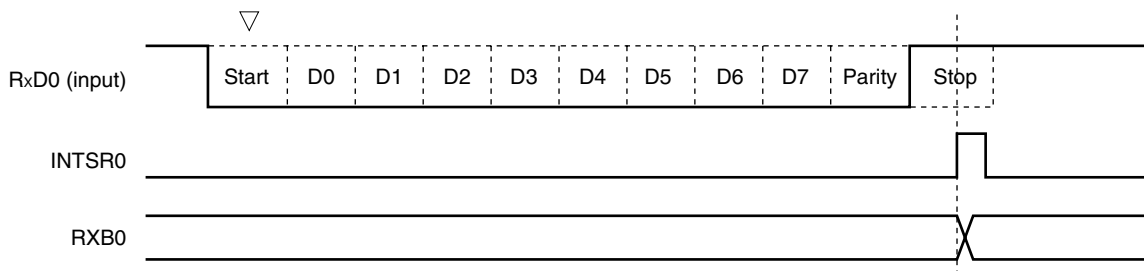 RxD0 (input) Start D0 D1 D2 D3 D4 D5 D6 D7 Parity Stop
INTSR0
RXB0